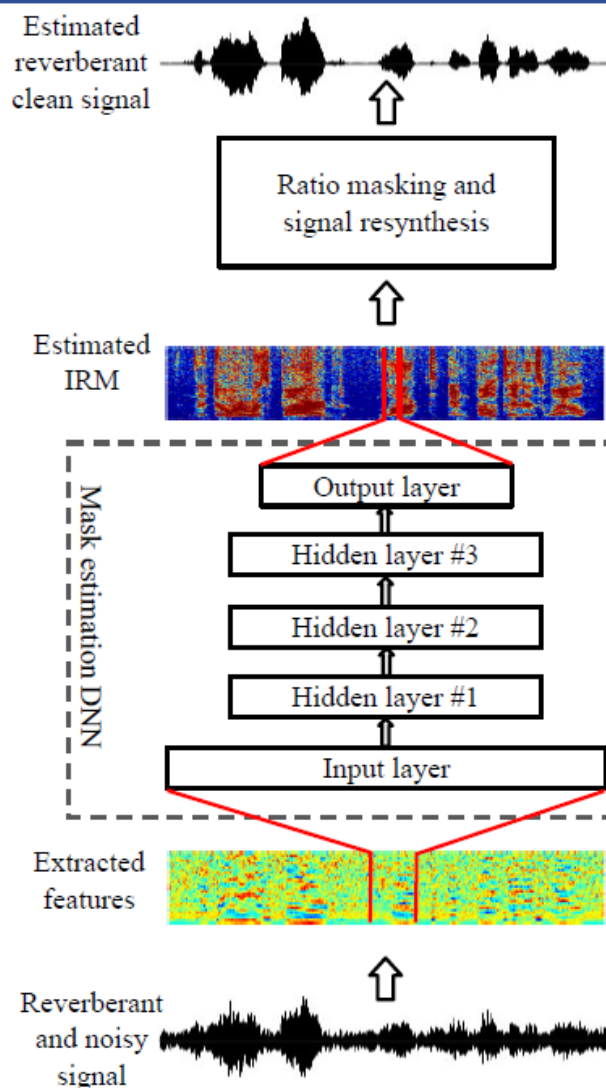 Estimated
reverberant
clean signal
Ratio masking and
signal resynthesis
Estimated
IRM
Mask estimation DNN
Output layer
Hidden layer #3
Hidden layer #2
Hidden layer #1
Input layer
Extracted
features
Reverberant
and noisy
signal